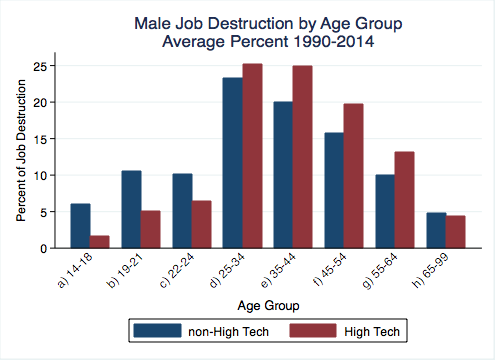 Male Job Destruction by Age Group
Average Percent 1990-2014
Percent of Job Destruction
25
20
15
10
5
0
a) 14-18
b) 19-21
c) 22-24
d) 25-34
e) 35-44
f) 45-54
g) 55-64
h) 65-99
Age Group
non-High Tech
High Tech